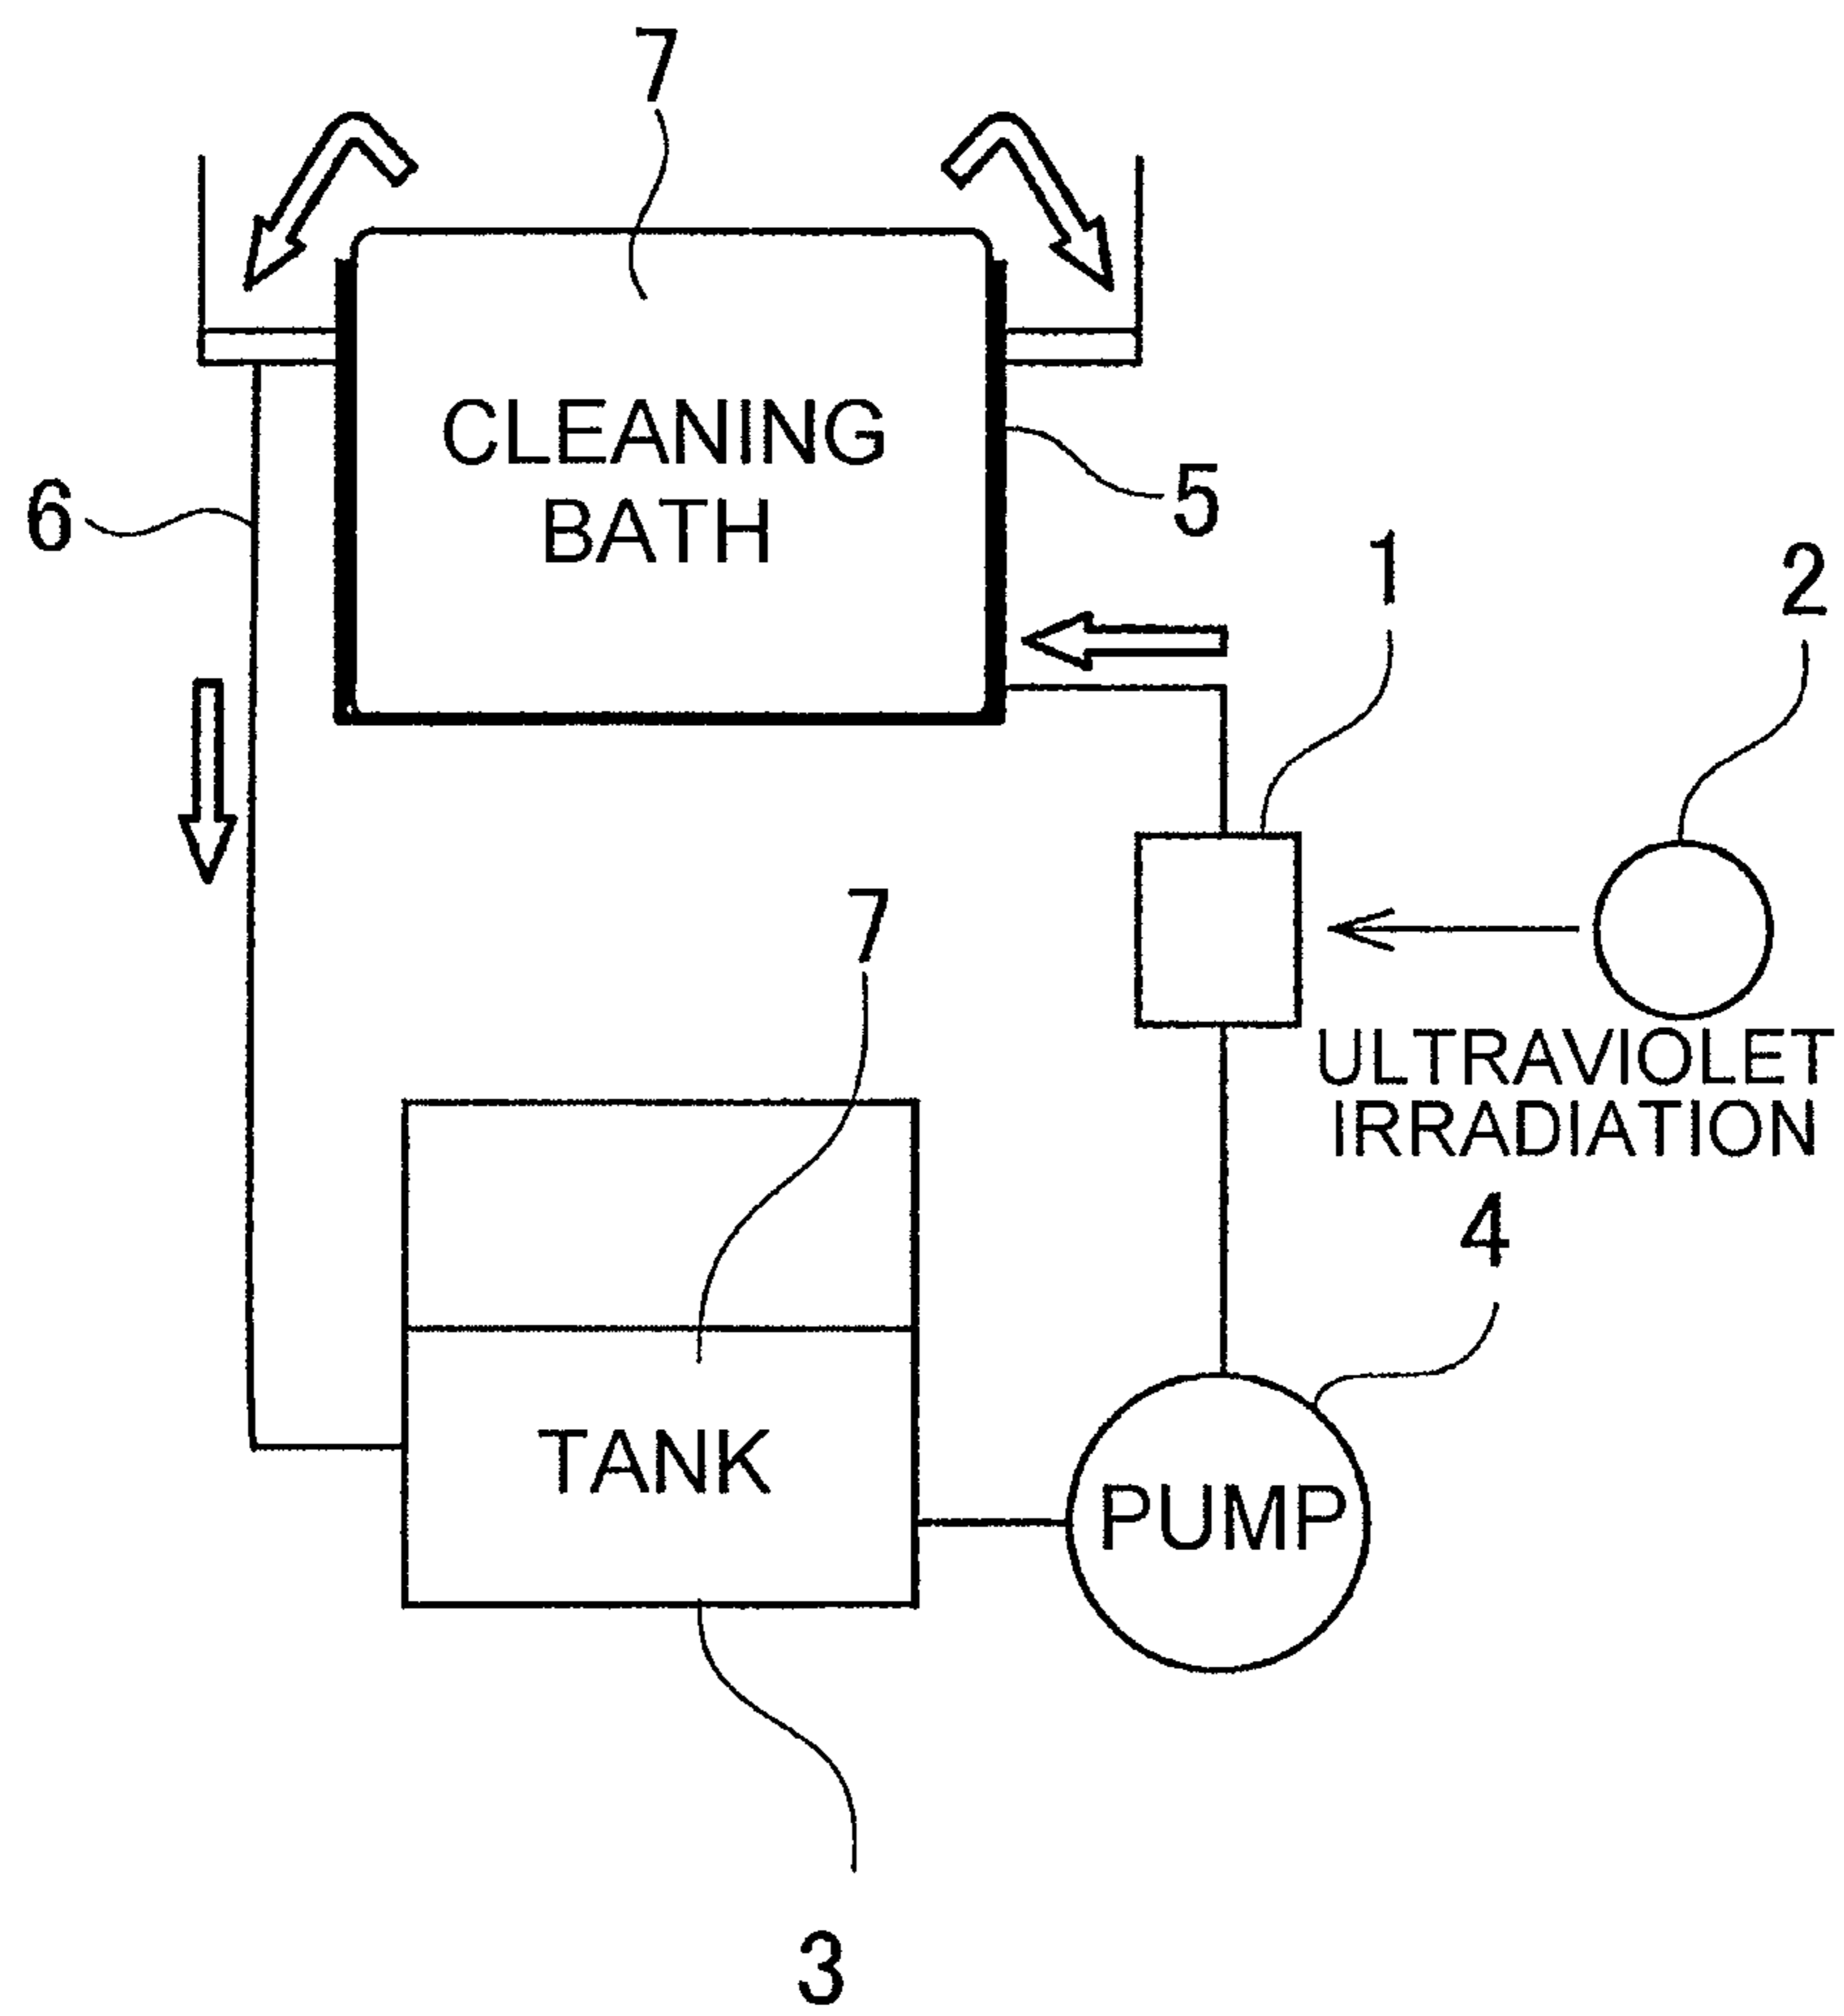 7
CLEANING
BATH
5
6
1
2
7
ULTRAVIOLET
IRRADIATION
4
TANK
PUMP
3